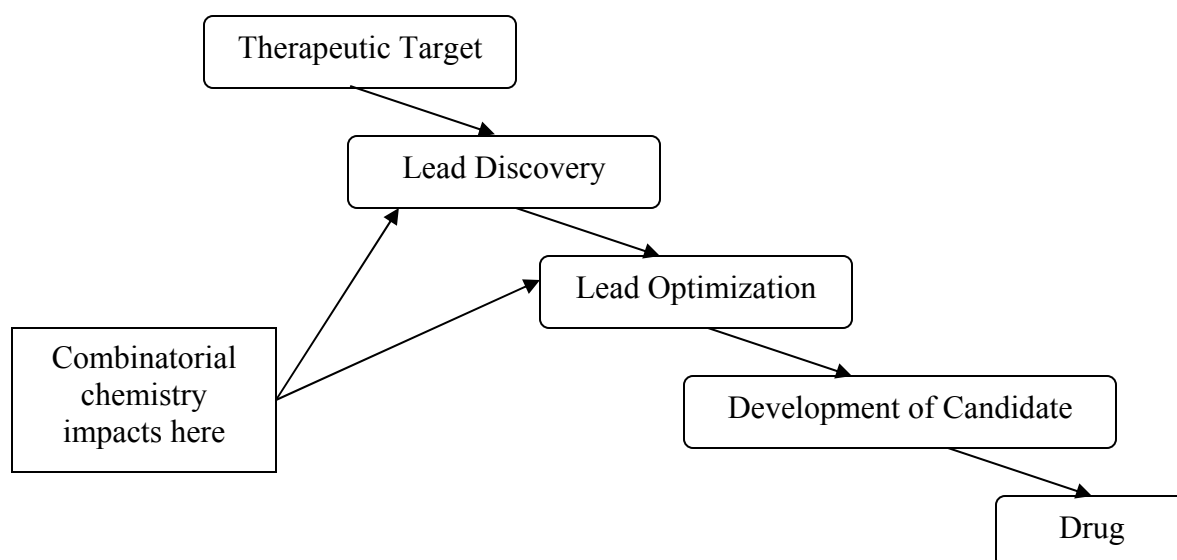 Therapeutic Target
Lead Discovery
Lead Optimization
Combinatorial
chemistry
impacts here
Development of Candidate
Drug